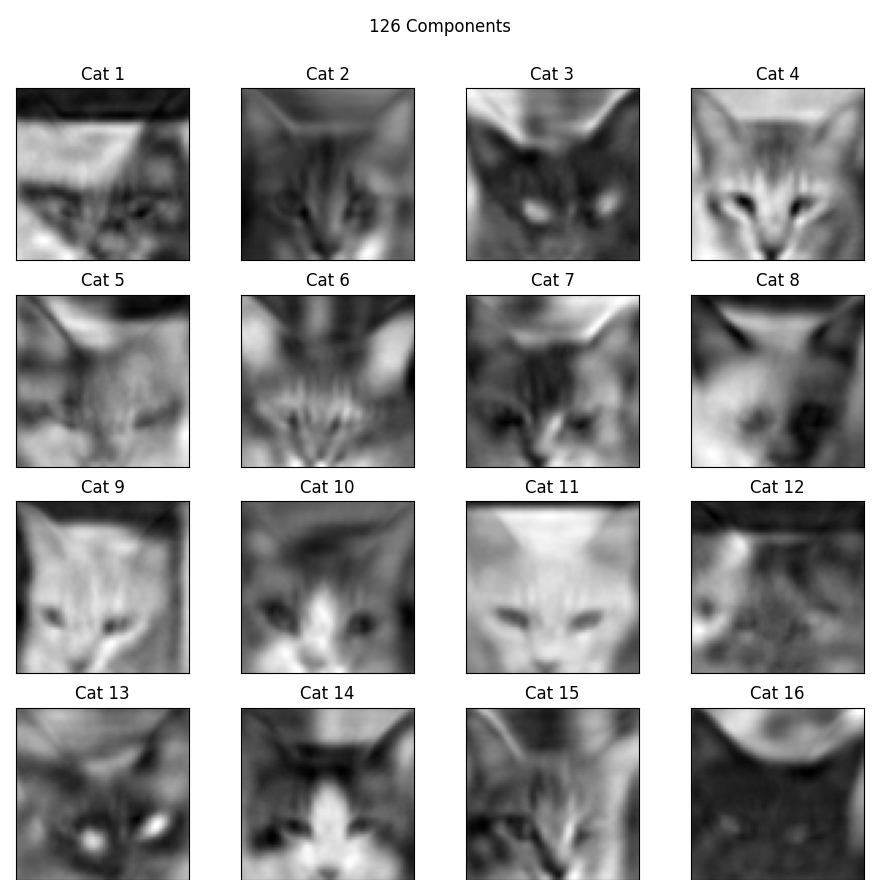 126 Components
Cat 1
Cat 2
Cat 3
Cat 4
Cat 5
Cat 6
Cat 7
Cat 8
Cat 9
Cat 10
Cat 11
Cat 12
Cat 13
Cat 14
Cat 15
Cat 16